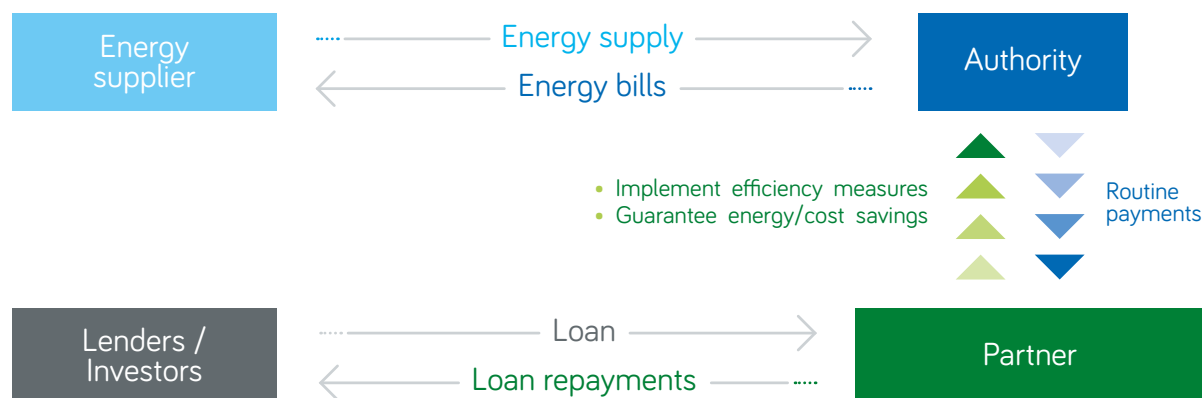 Energy
supplier
Energy supply
Energy bills
Authority
• Implement efficiency measures
• Guarantee energy/cost savings
Routine
payments
Lenders /
Investors
Loan
Loan repayments
Partner